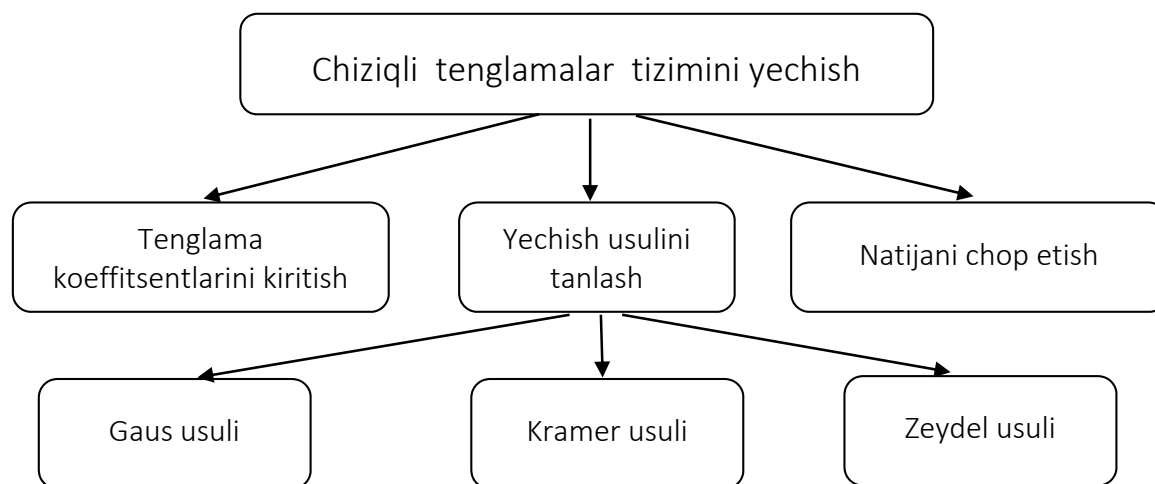 Chiziqli tenglamalar tizimini yechish
Tenglama
koeffitsentlarini kiritish
Yechish usulini
tanlash
Natijani chop etish
Gaus usuli
Kramer usuli
Zeydel usuli